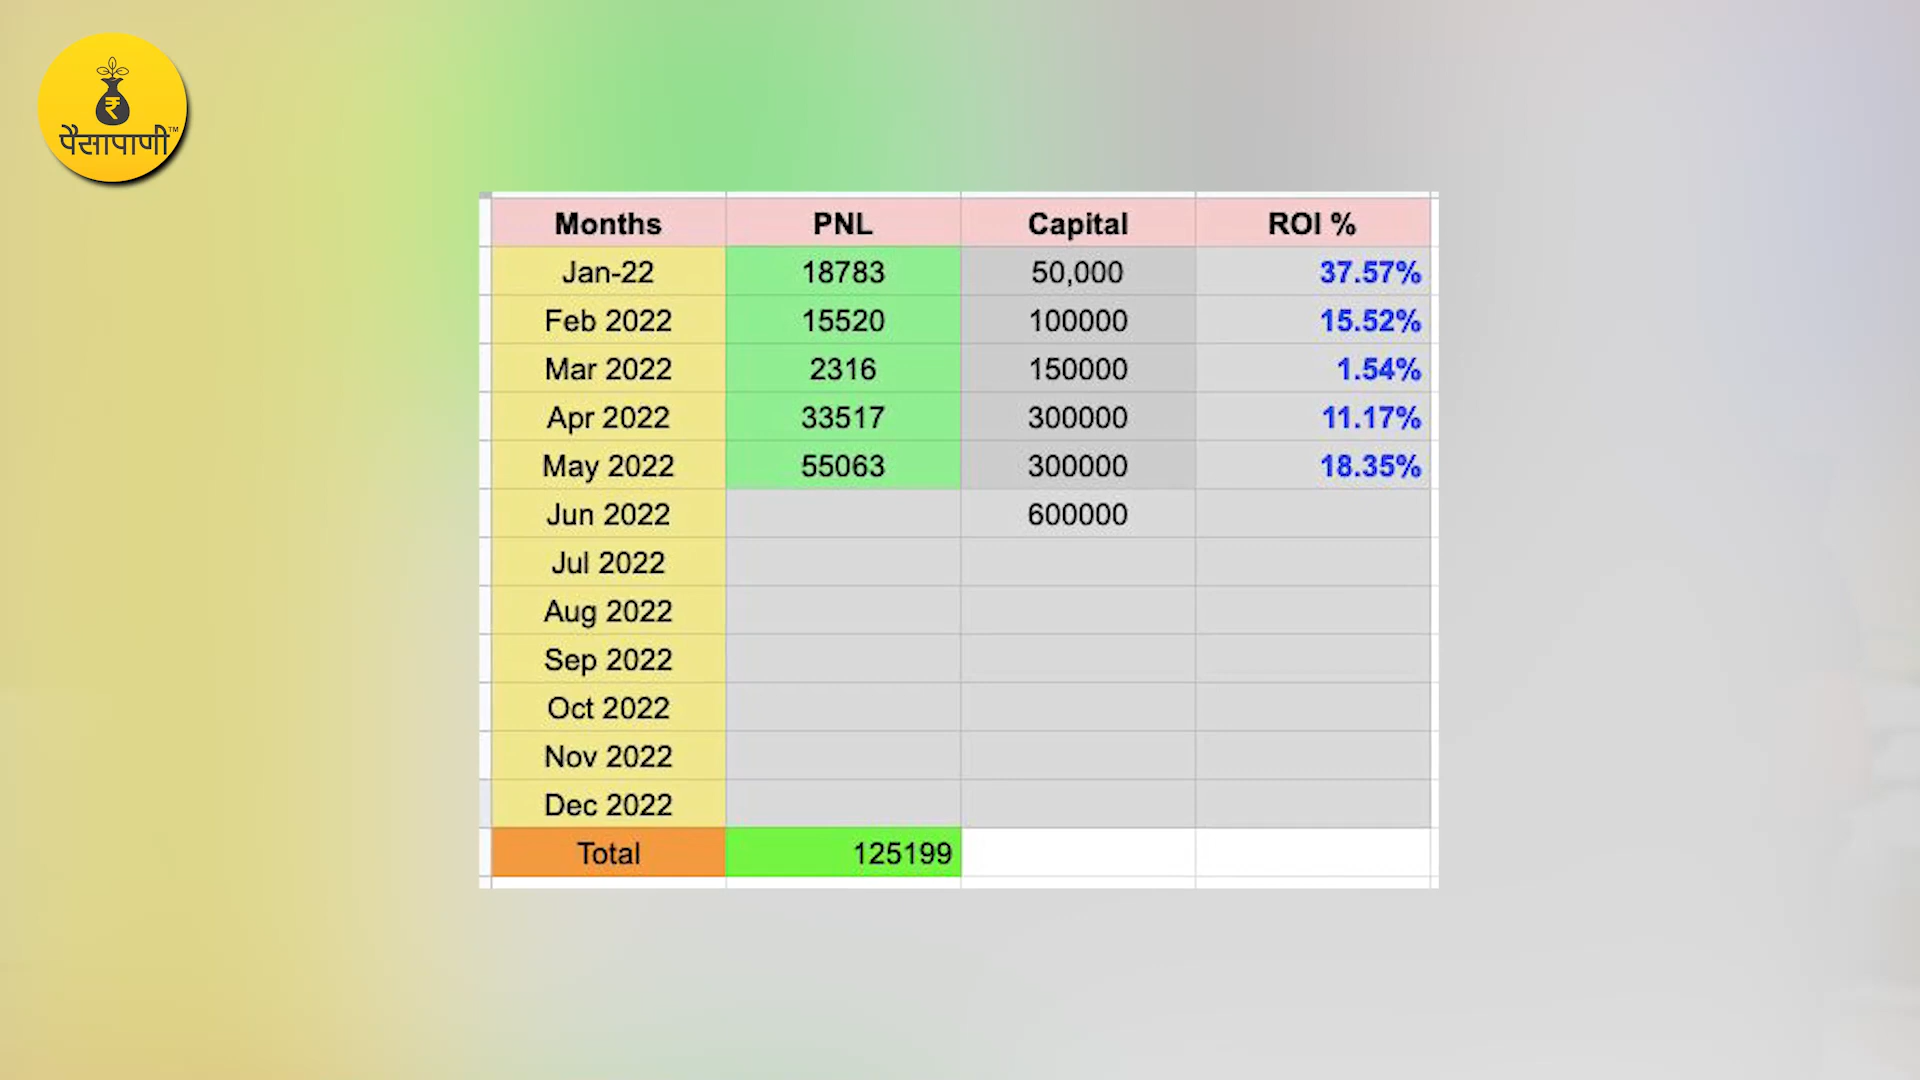 ₹
पैसापाणी™
Months PNL Capital ROI %
Jan-22 18783 50,000 37.57%
Feb 2022 15520 100000 15.52%
Mar 2022 2316 150000 1.54%
Apr 2022 33517 300000 11.17%
May 2022 55063 300000 18.35%
Jun 2022 600000
Jul 2022
Aug 2022
Sep 2022
Oct 2022
Nov 2022
Dec 2022
Total 125199